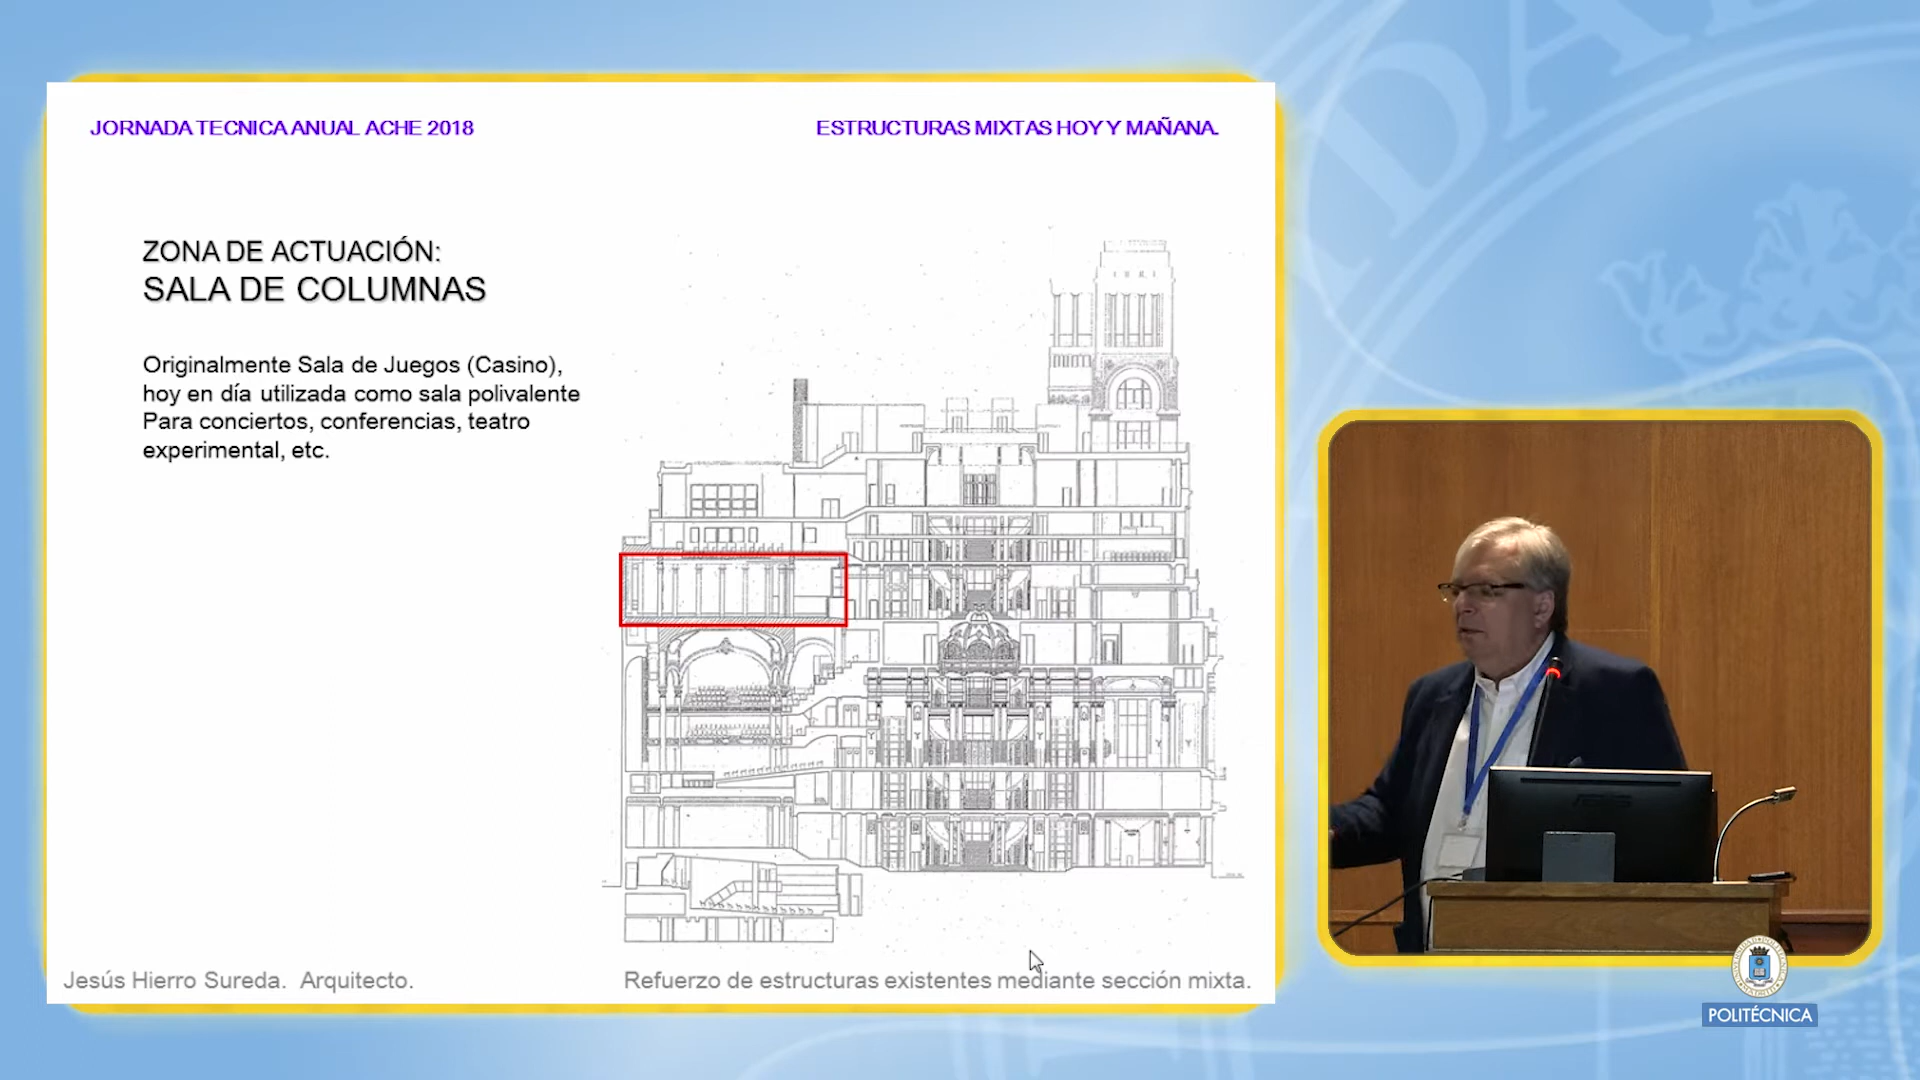 JORNADA TECNICA ANUAL ACHE 2018
ESTRUCTURAS MIXTAS HOY Y MAÑANA.
ZONA DE ACTUACIÓN:
SALA DE COLUMNAS
Originalmente Sala de Juegos (Casino),
hoy en día utilizada como sala polivalente
Para conciertos, conferencias, teatro
experimental, etc.
Jesús Hierro Sureda. Arquitecto.
Refuerzo de estructuras existentes mediante sección mixta.
POLITÉCNICA